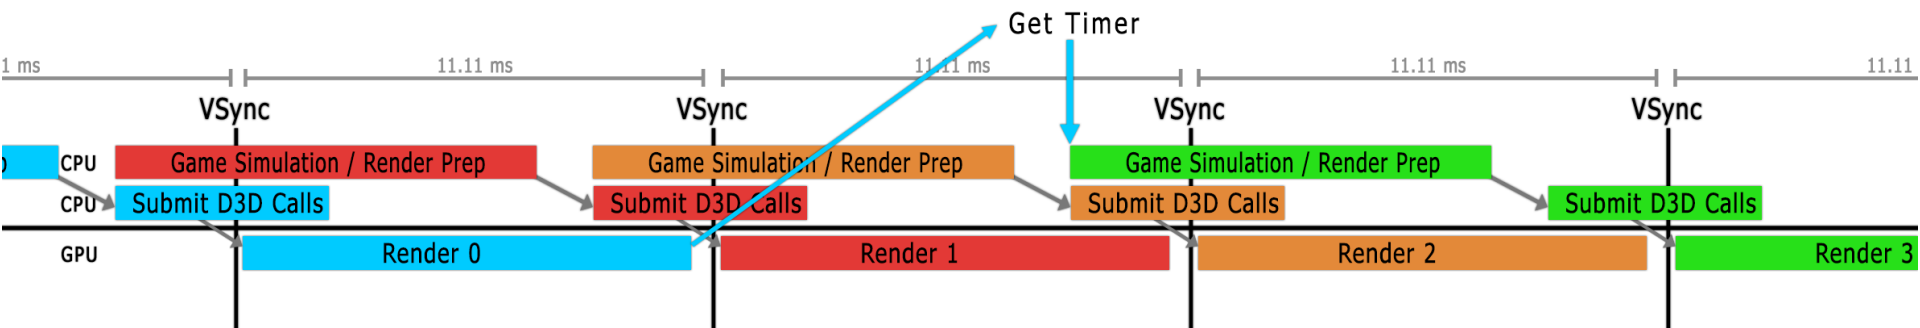 Get Timer
1 ms
11.11 ms
11.11 ms
11.11 ms
11.11
VSync
VSync
VSync
VSync
CPU
Game Simulation / Render Prep
Game Simulation / Render Prep
Game Simulation / Render Prep
CPU
Submit D3D Calls
Submit D3D Calls
Submit D3D Calls
Submit D3D Calls
GPU
Render 0
Render 1
Render 2
Render 3